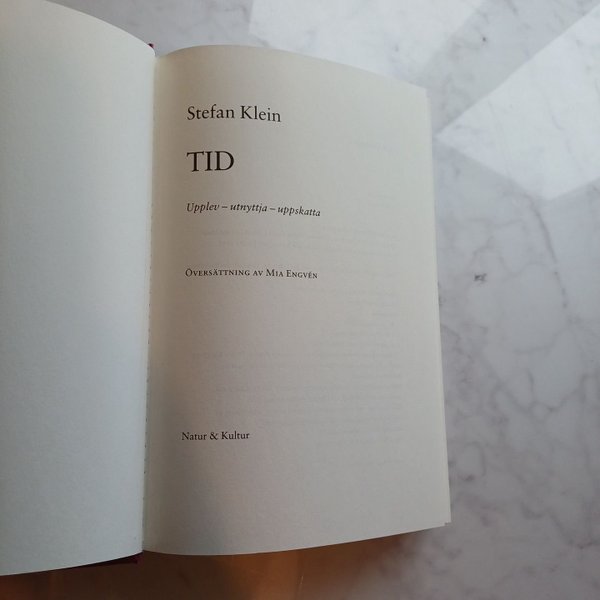 Stefan Klein
TID
Upplev – utnyttja – uppskatta
Översättning av Mia Engvén
Natur & Kultur